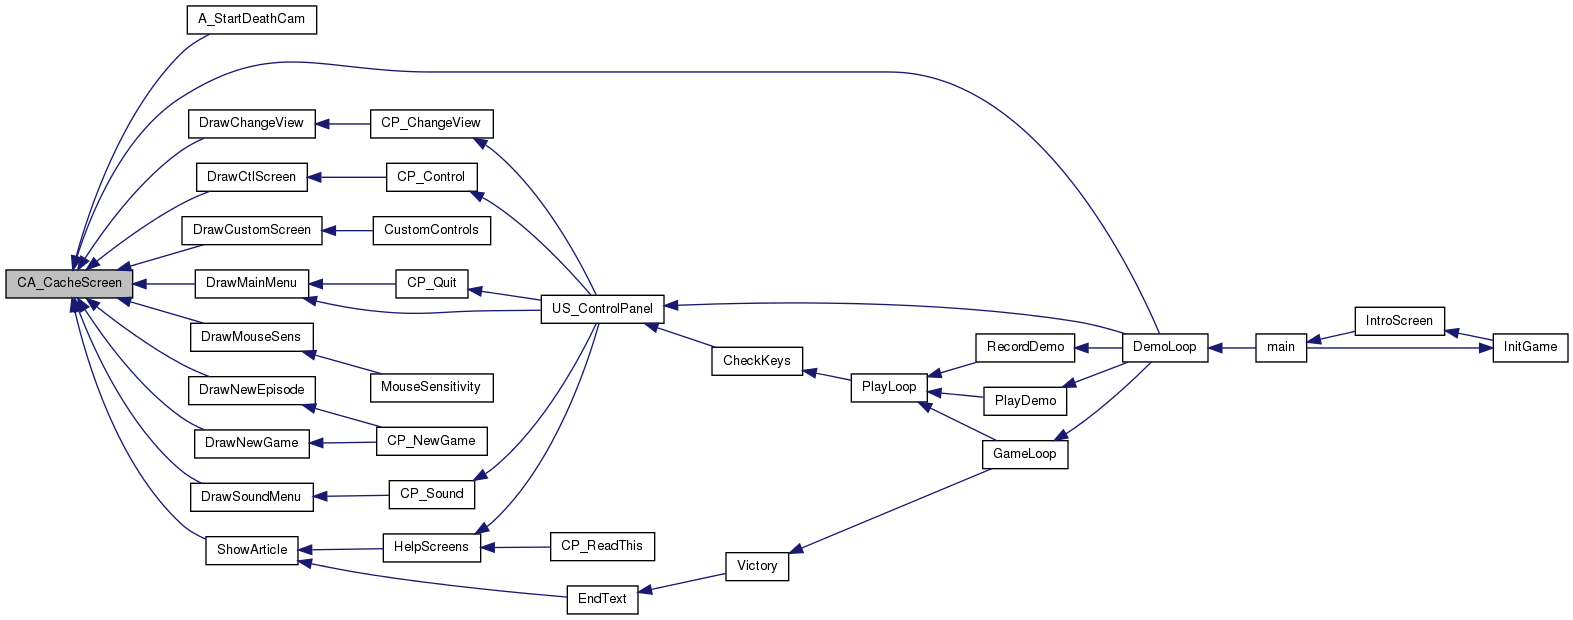 A_StartDeathCam
DrawChangeView
CP_ChangeView
DrawCtlScreen
CP_Control
DrawCustomScreen
CustomControls
CA_CacheScreen
DrawMainMenu
CP_Quit
US_ControlPanel
DrawMouseSens
MouseSensitivity
CheckKeys
DrawNewEpisode
CP_NewGame
DrawNewGame
PlayLoop
RecordDemo
PlayDemo
GameLoop
DemoLoop
main
IntroScreen
InitGame
DrawSoundMenu
CP_Sound
ShowArticle
HelpScreens
CP_ReadThis
EndText
Victory